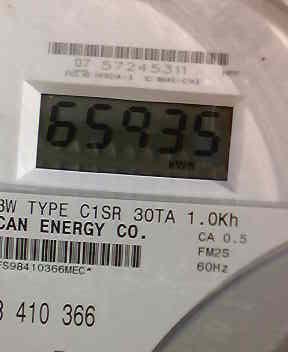 07 57245311
65935
kWH
3W TYPE C1SR 30TA 1.0Kh
CAN ENERGY CO.
CA 0.5
FM2S
*FS98410366MEC*
60Hz
8 410 366